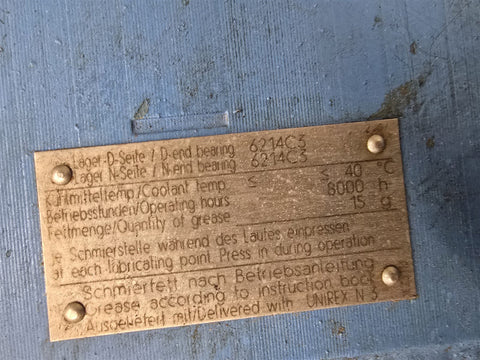 Lager D-Seite / D-end bearing 6214C3
Lager N-Seite / N-end bearing 6214C3
Kühlmitteltemp/Coolant temp. ≤ ≤ 40 °C
Betriebsstunden/Operating hours 8000 h
Fettmenge/Quantity of grease 15 g
je Schmierstelle während des Laufes einpressen
at each lubricating point. Press in during operation
Schmierfett nach Betriebsanleitung
Grease according to instruction book
Ausgeliefert mit/Delivered with UNIREX N 3